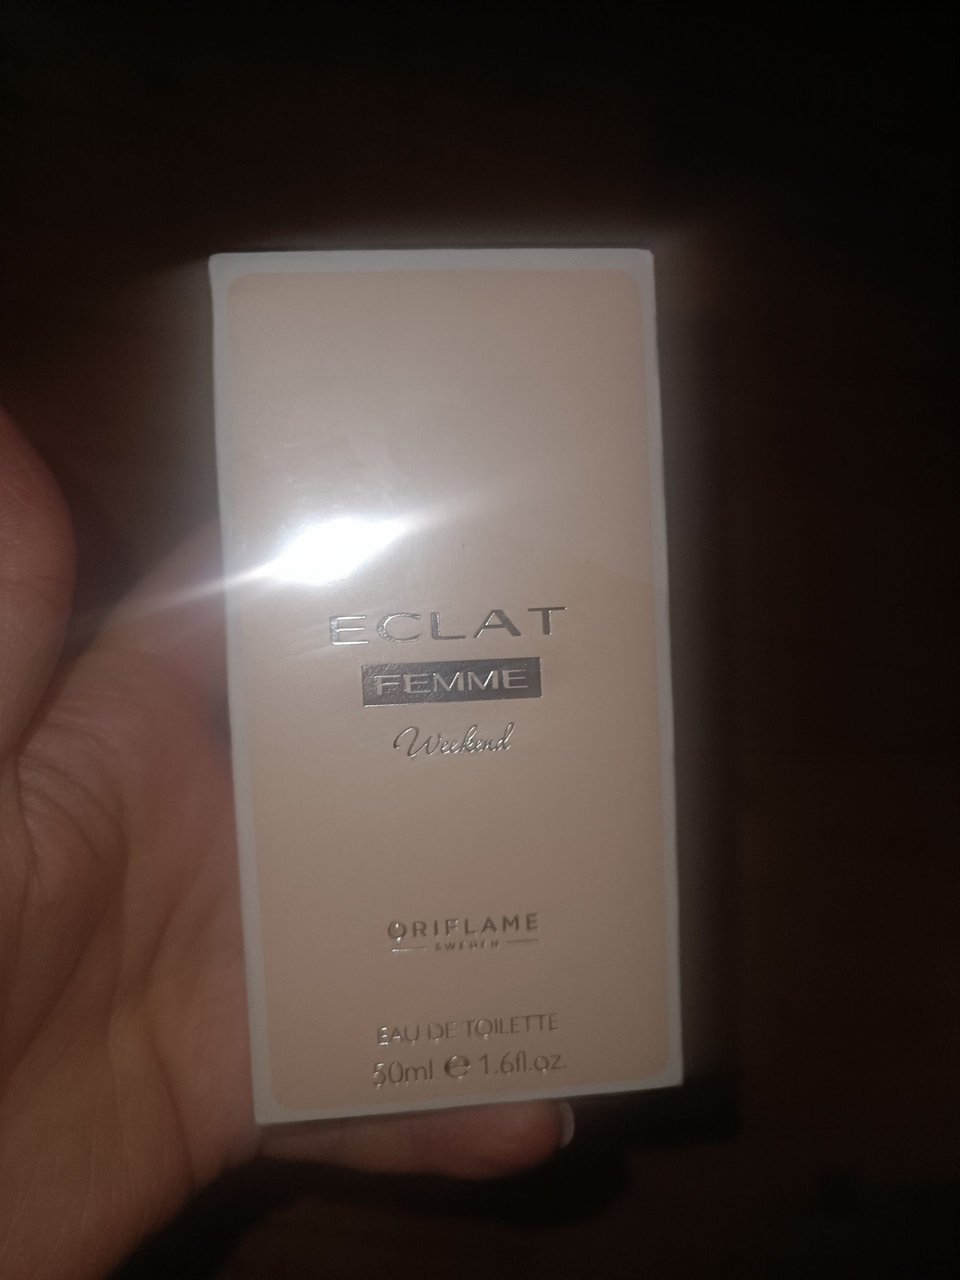 ECLAT
FEMME
Weekend
ORIFLAME
SWEDEN
EAU DE TOILETTE
50ml ℮ 1.6fl.oz.